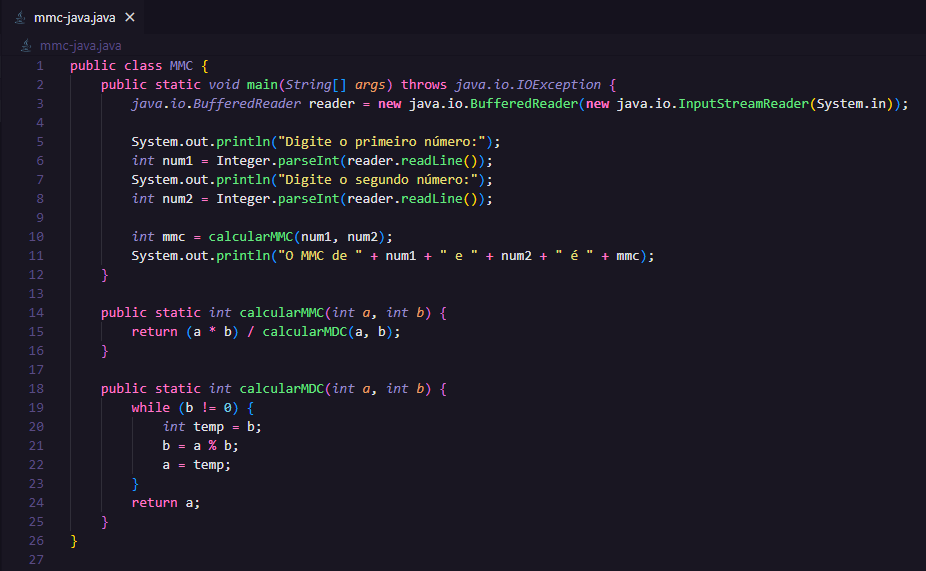 mmc-java.java ×
mmc-java.java
1 public class MMC {
2     public static void main(String[] args) throws java.io.IOException {
3         java.io.BufferedReader reader = new java.io.BufferedReader(new java.io.InputStreamReader(System.in));
4
5         System.out.println("Digite o primeiro número:");
6         int num1 = Integer.parseInt(reader.readLine());
7         System.out.println("Digite o segundo número:");
8         int num2 = Integer.parseInt(reader.readLine());
9
10         int mmc = calcularMMC(num1, num2);
11         System.out.println("O MMC de " + num1 + " e " + num2 + " é " + mmc);
12     }
13
14     public static int calcularMMC(int a, int b) {
15         return (a * b) / calcularMDC(a, b);
16     }
17
18     public static int calcularMDC(int a, int b) {
19         while (b != 0) {
20             int temp = b;
21             b = a % b;
22             a = temp;
23         }
24         return a;
25     }
26 }
27